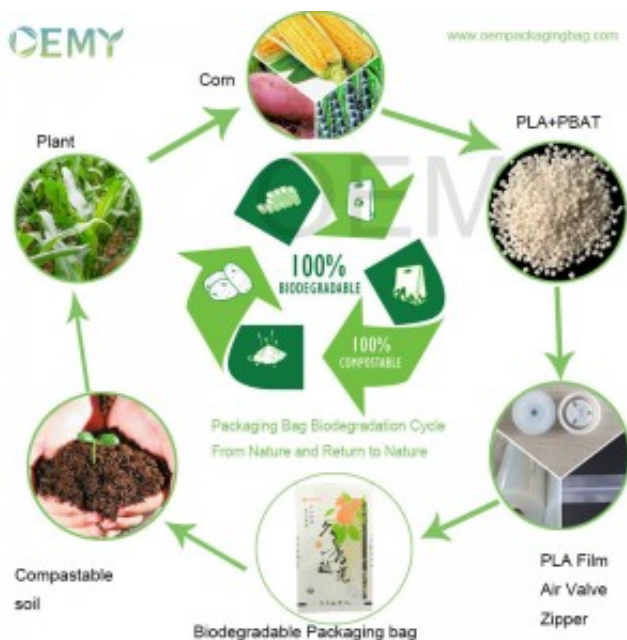 OEMY
www.oempackagingbag.com
Corn
PLA+PBAT
Plant
OEM
100%
BIODEGRADABLE
100%
COMPOSTABLE
Packaging Bag Biodegradation Cycle
From Nature and Return to Nature
Compastable
soil
PLA Film
Air Valve
Zipper
Biodegradable Packaging bag